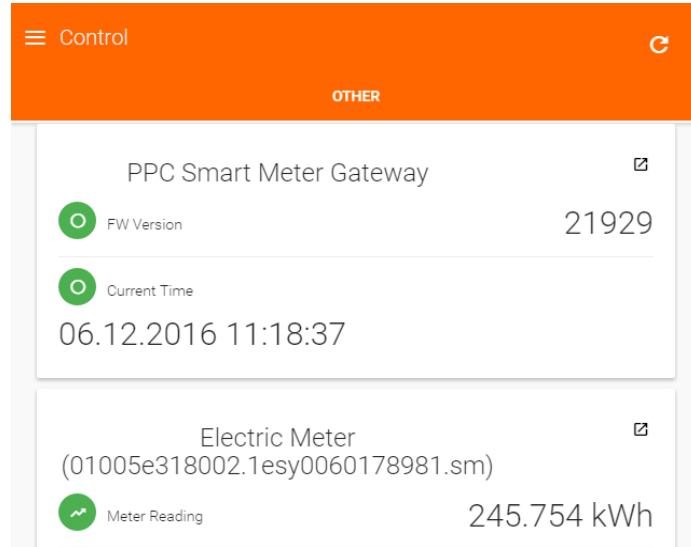 Control
OTHER
PPC Smart Meter Gateway
FW Version 21929
Current Time
06.12.2016 11:18:37
Electric Meter
(01005e318002.1esy0060178981.sm)
Meter Reading 245.754 kWh